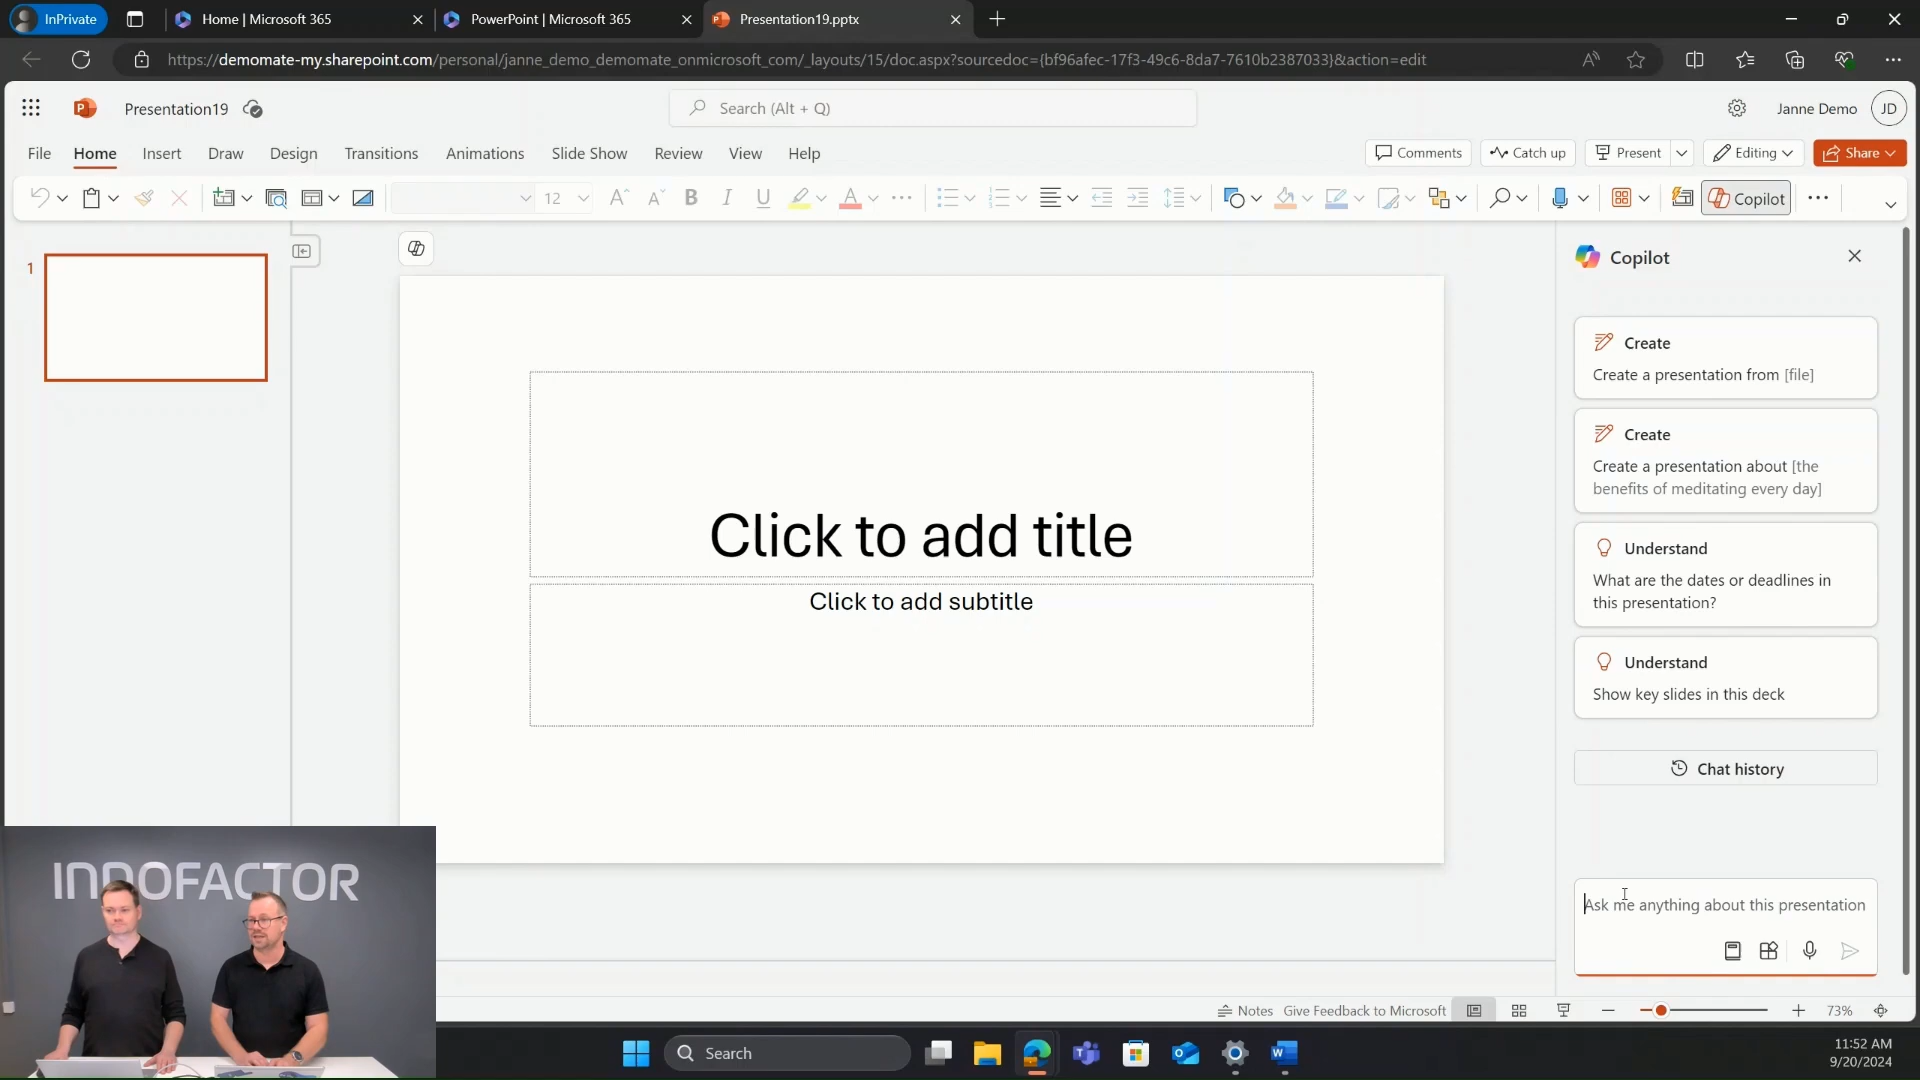 InPrivate
Home | Microsoft 365
PowerPoint | Microsoft 365
Presentation19.pptx
https://demomate-my.sharepoint.com/personal/janne_demo_demomate_onmicrosoft_com/_layouts/15/doc.aspx?sourcedoc={bf96afec-17f3-49c6-8da7-7610b2387033}&action=edit
Presentation19
Search (Alt + Q)
Janne Demo
JD
File
Home
Insert
Draw
Design
Transitions
Animations
Slide Show
Review
View
Help
Comments
Catch up
Present
Editing
Share
12
Copilot
1
Click to add title
Click to add subtitle
Copilot
Create
Create a presentation from [file]
Create
Create a presentation about [the
benefits of meditating every day]
Understand
What are the dates or deadlines in
this presentation?
Understand
Show key slides in this deck
Chat history
Ask me anything about this presentation
INNOFACTOR
Notes
Give Feedback to Microsoft
73%
Search
11:52 AM
9/20/2024